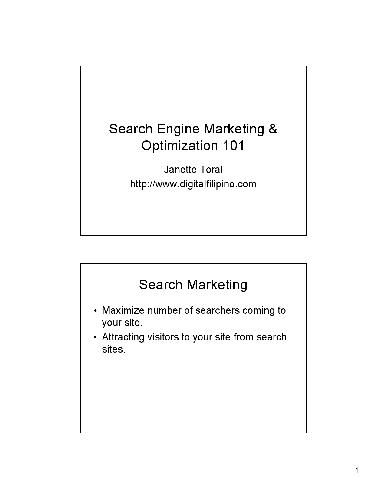 Search Engine Marketing &
Optimization 101
Janette Toral
http://www.digitalfilipino.com
Search Marketing
• Maximize number of searchers coming to
your site.
• Attracting visitors to your site from search
sites.
1